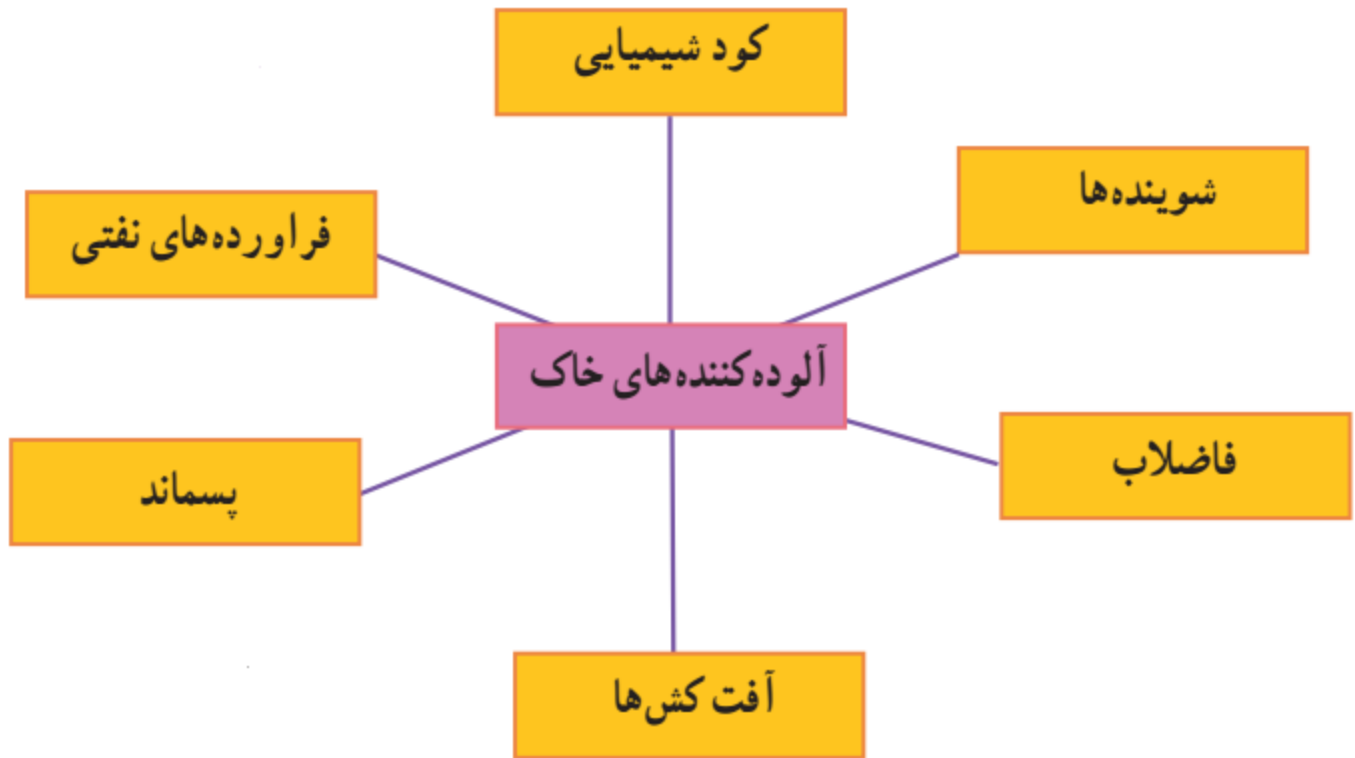 کود شیمیایی
شوینده‌ها
فراورده‌های نفتی
آلوده‌کننده‌های خاک
فاضلاب
پسماند
آفت کش‌ها